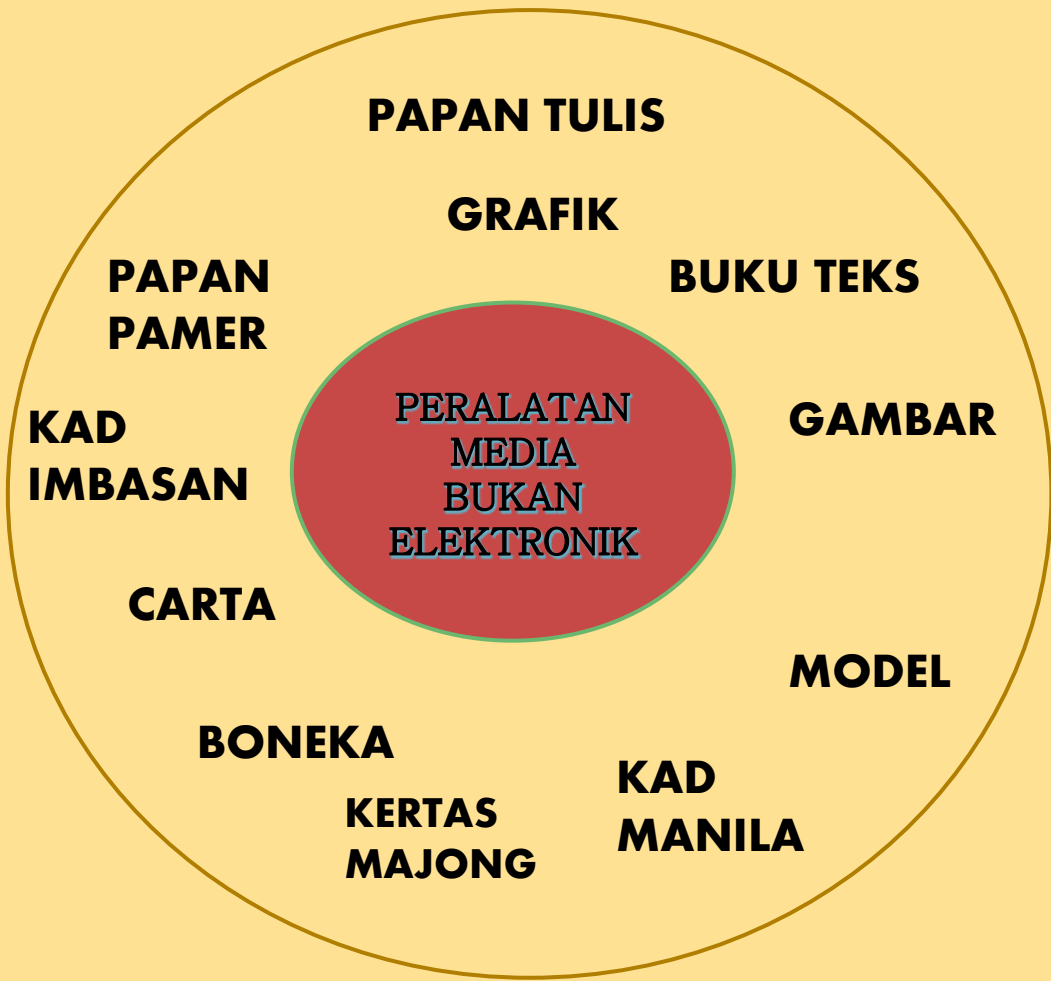 PAPAN TULIS
GRAFIK
BUKU TEKS
PAPAN
PAMER
GAMBAR
KAD
IMBASAN
PERALATAN
MEDIA
BUKAN
ELEKTRONIK
CARTA
MODEL
BONEKA
KAD
MANILA
KERTAS
MAJONG